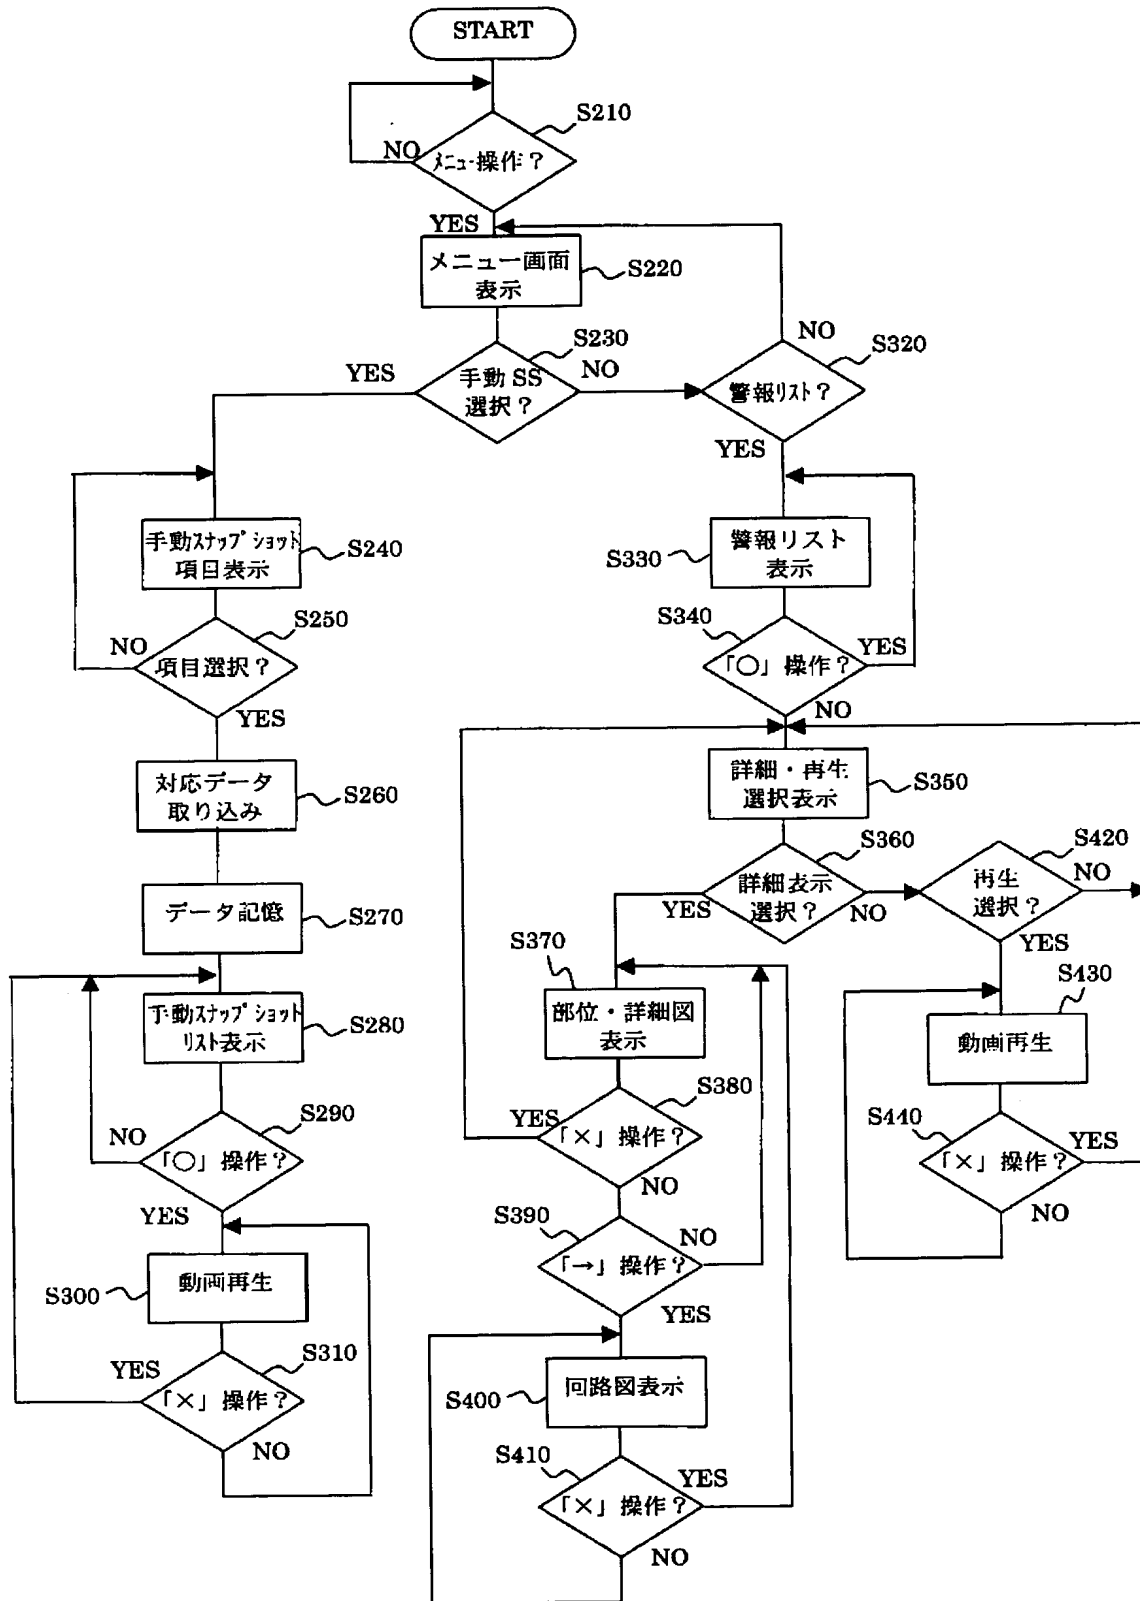 START
S210
メニュー操作？
NO
YES
メニュー画面
表示
S220
S230
手動 SS
選択？
YES
NO
S320
警報リスト？
NO
YES
手動スナップショット
項目表示
S240
警報リスト
表示
S330
S250
項目選択？
NO
YES
S340
「○」操作？
YES
NO
対応データ
取り込み
S260
詳細・再生
選択表示
S350
S360
詳細表示
選択？
YES
NO
S420
再生
選択？
NO
YES
データ記憶
S270
S370
部位・詳細図
表示
S430
動画再生
手動スナップショット
リスト表示
S280
S380
「×」操作？
YES
NO
S440
「×」操作？
YES
NO
S290
「○」操作？
NO
YES
S390
「→」操作？
NO
YES
動画再生
S300
S310
「×」操作？
YES
NO
回路図表示
S400
S410
「×」操作？
YES
NO